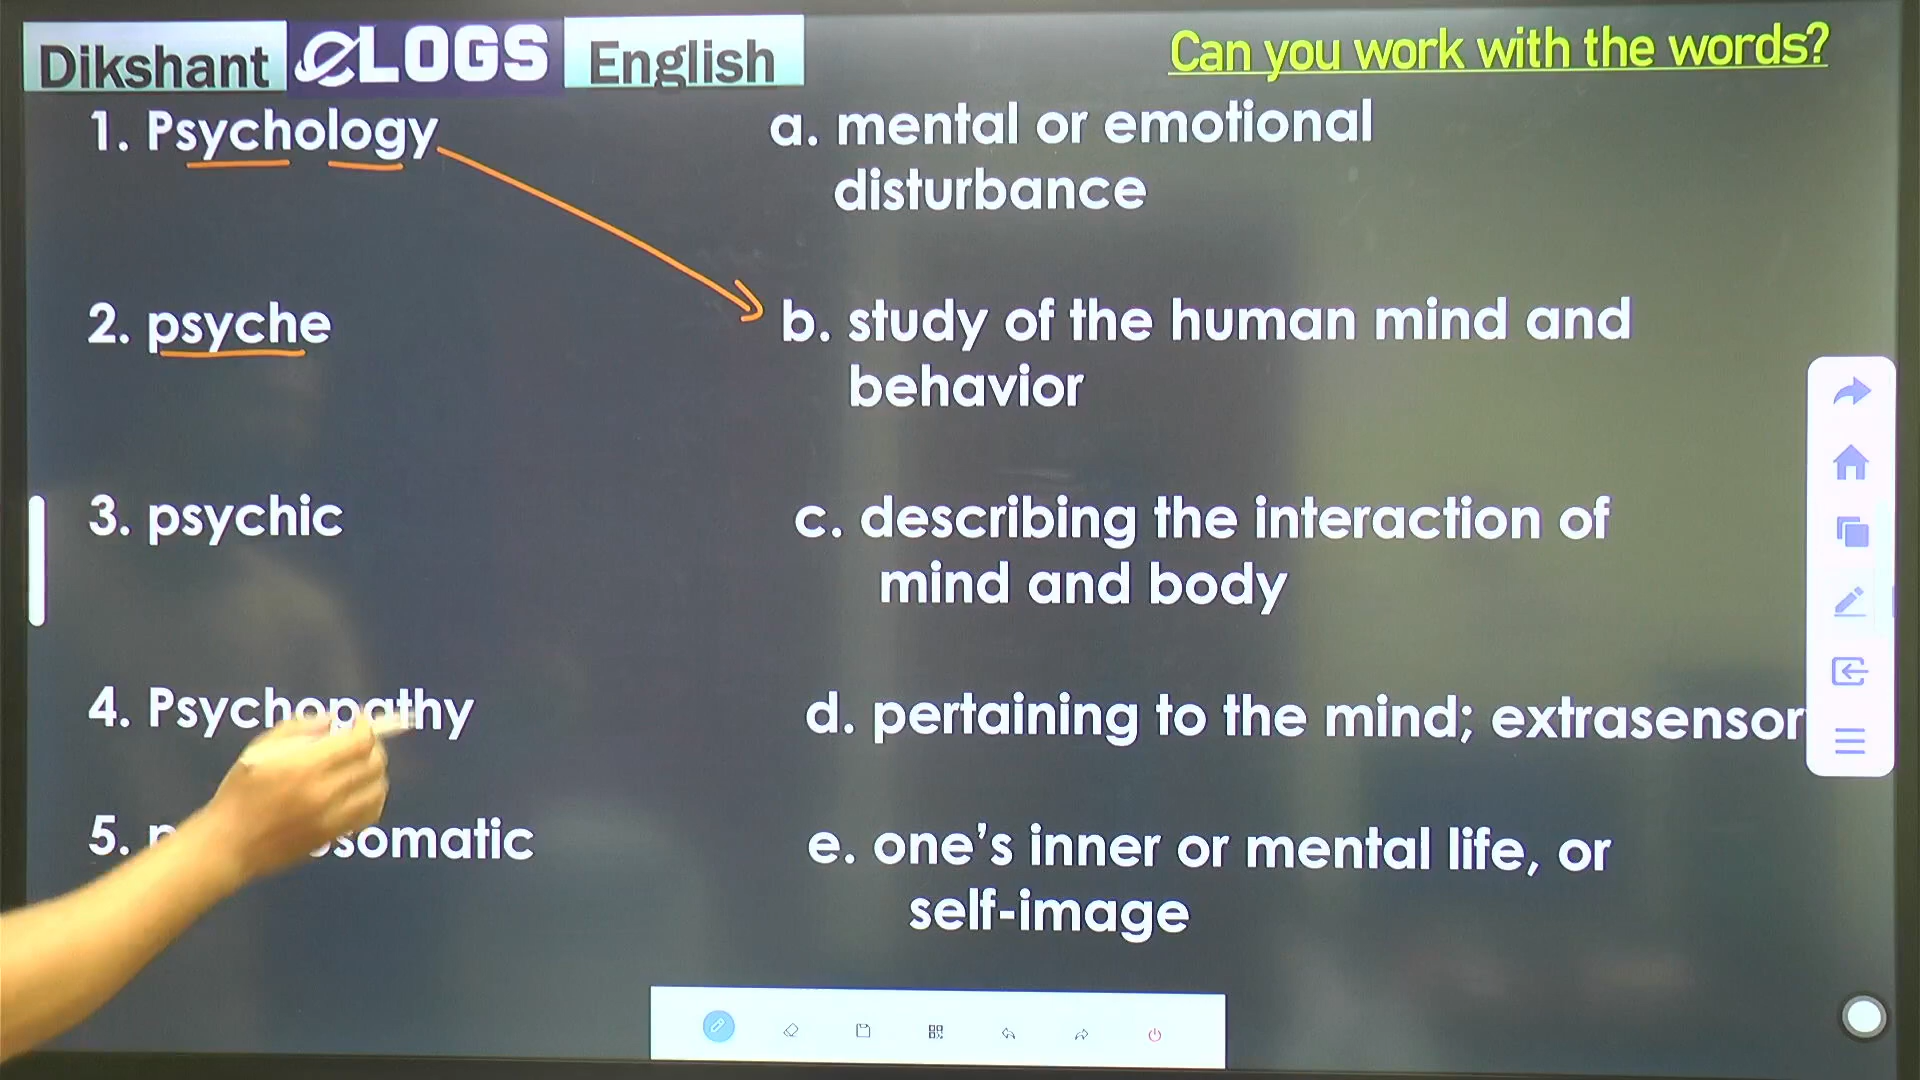 Dikshant eLOGS English
Can you work with the words?
1. Psychology
a. mental or emotional
disturbance
2. psyche
b. study of the human mind and
behavior
3. psychic
c. describing the interaction of
mind and body
4. Psychopathy
d. pertaining to the mind; extrasensor
5.
e. one's inner or mental life, or
self-image